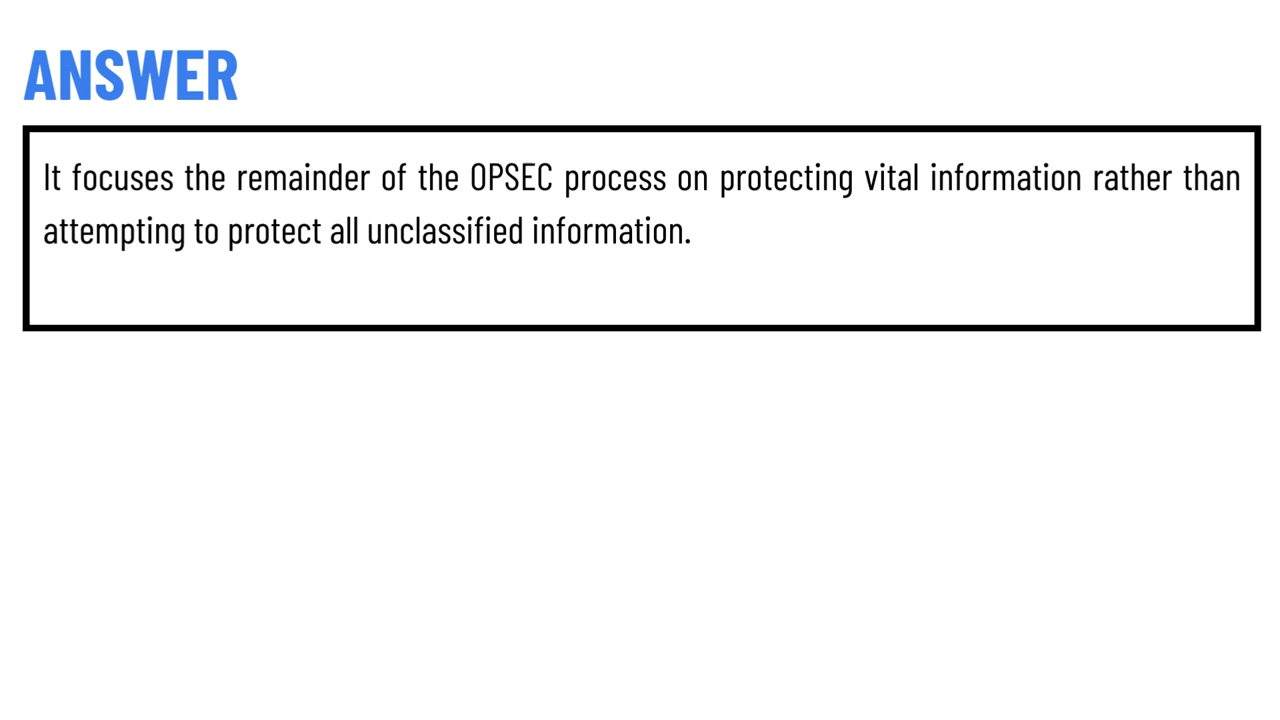 ANSWER
It focuses the remainder of the OPSEC process on protecting vital information rather than
attempting to protect all unclassified information.